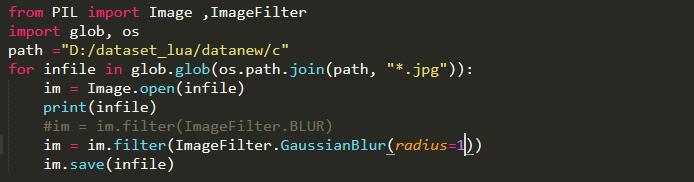 from PIL import Image ,ImageFilter
import glob, os
path ="D:/dataset_lua/datanew/c"
for infile in glob.glob(os.path.join(path, "*.jpg")):
    im = Image.open(infile)
    print(infile)
    #im = im.filter(ImageFilter.BLUR)
    im = im.filter(ImageFilter.GaussianBlur(radius=1))
    im.save(infile)